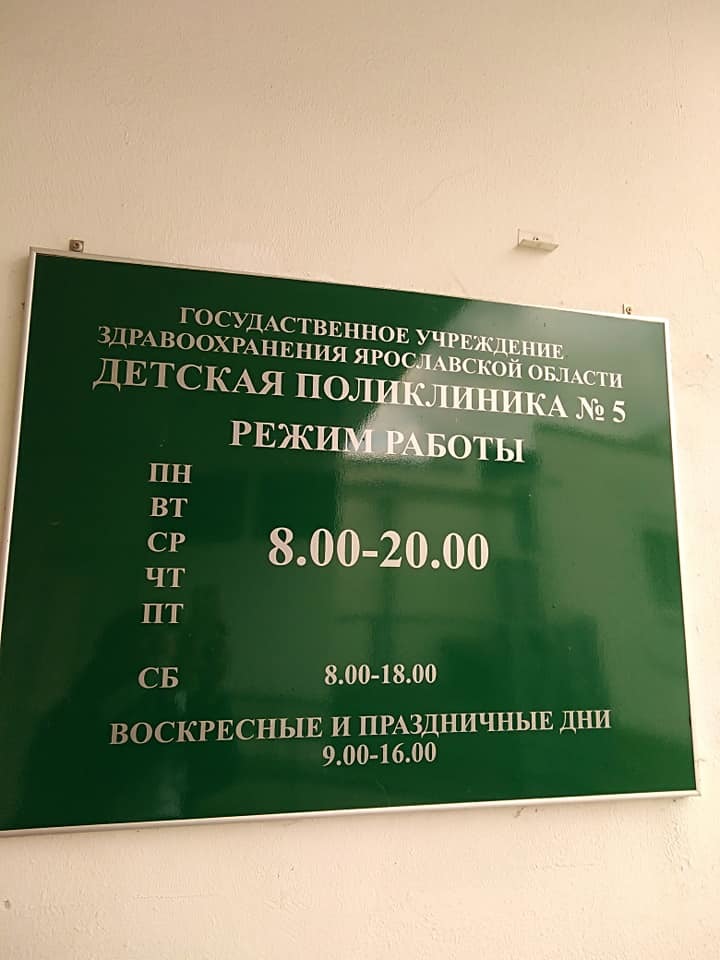 ГОСУДАСТВЕННОЕ УЧРЕЖДЕНИЕ
ЗДРАВООХРАНЕНИЯ ЯРОСЛАВСКОЙ ОБЛАСТИ
ДЕТСКАЯ ПОЛИКЛИНИКА № 5
РЕЖИМ РАБОТЫ
ПН
ВТ
СР 8.00-20.00
ЧТ
ПТ
СБ 8.00-18.00
ВОСКРЕСНЫЕ И ПРАЗДНИЧНЫЕ ДНИ
9.00-16.00